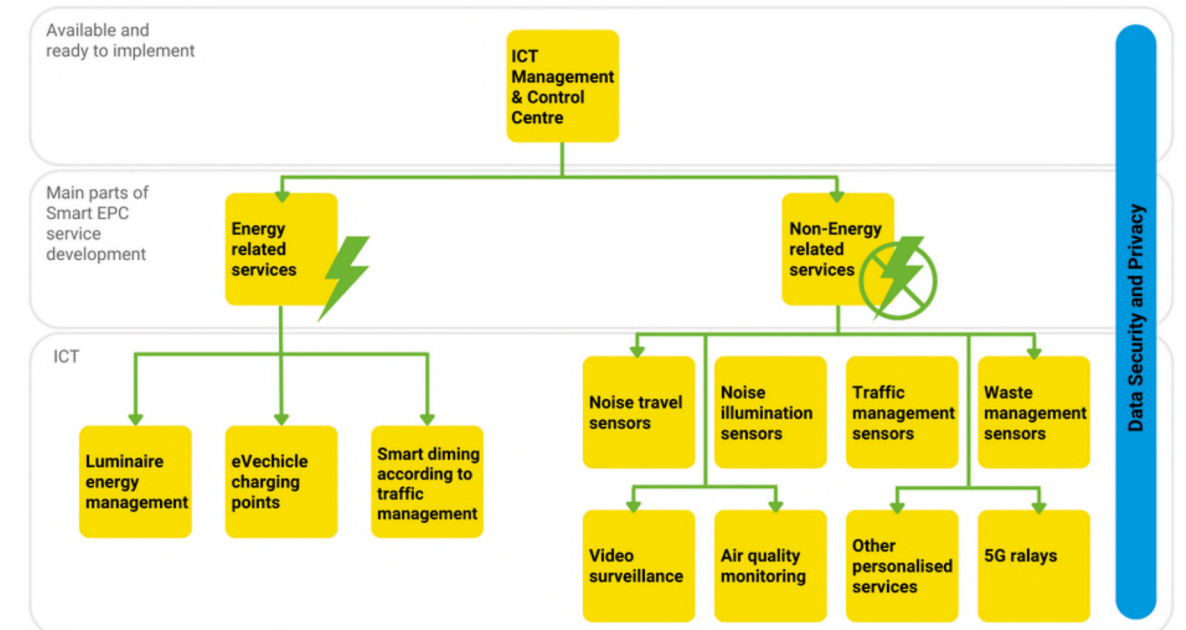 Available and
ready to implement
ICT
Management
& Control
Centre
Main parts of
Smart EPC
service
development
Energy
related
services
Non-Energy
related
services
ICT
Luminaire
energy
management
eVechicle
charging
points
Smart diming
according to
traffic
management
Noise travel
sensors
Noise
illumination
sensors
Traffic
management
sensors
Waste
management
sensors
Video
surveillance
Air quality
monitoring
Other
personalised
services
5G ralays
Data Security and Privacy